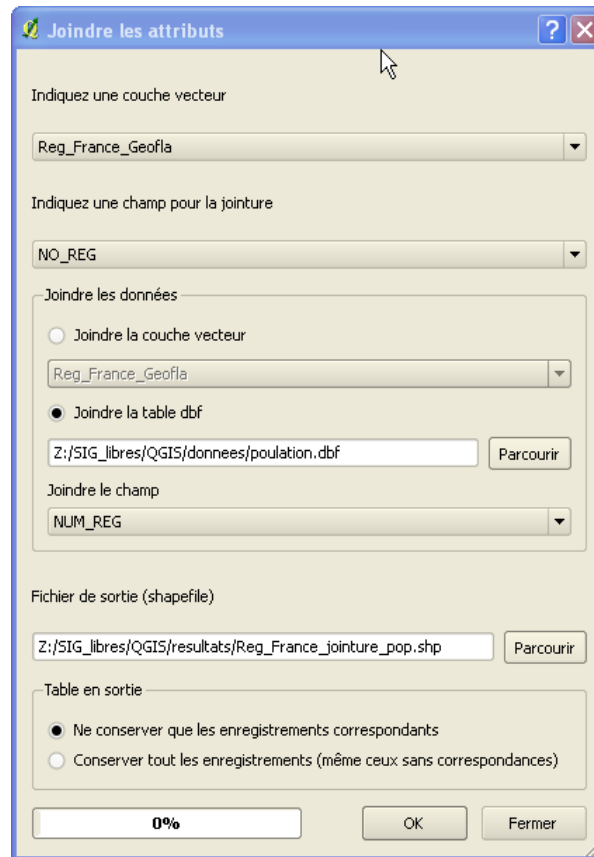 Joindre les attributs
Indiquez une couche vecteur
Reg_France_Geofla
Indiquez une champ pour la jointure
NO_REG
Joindre les données
Joindre la couche vecteur
Reg_France_Geofla
Joindre la table dbf
Z:/SIG_libres/QGIS/donnees/poulation.dbf
Parcourir
Joindre le champ
NUM_REG
Fichier de sortie (shapefile)
Z:/SIG_libres/QGIS/resultats/Reg_France_jointure_pop.shp
Parcourir
Table en sortie
Ne conserver que les enregistrements correspondants
Conserver tout les enregistrements (même ceux sans correspondances)
0%
OK
Fermer